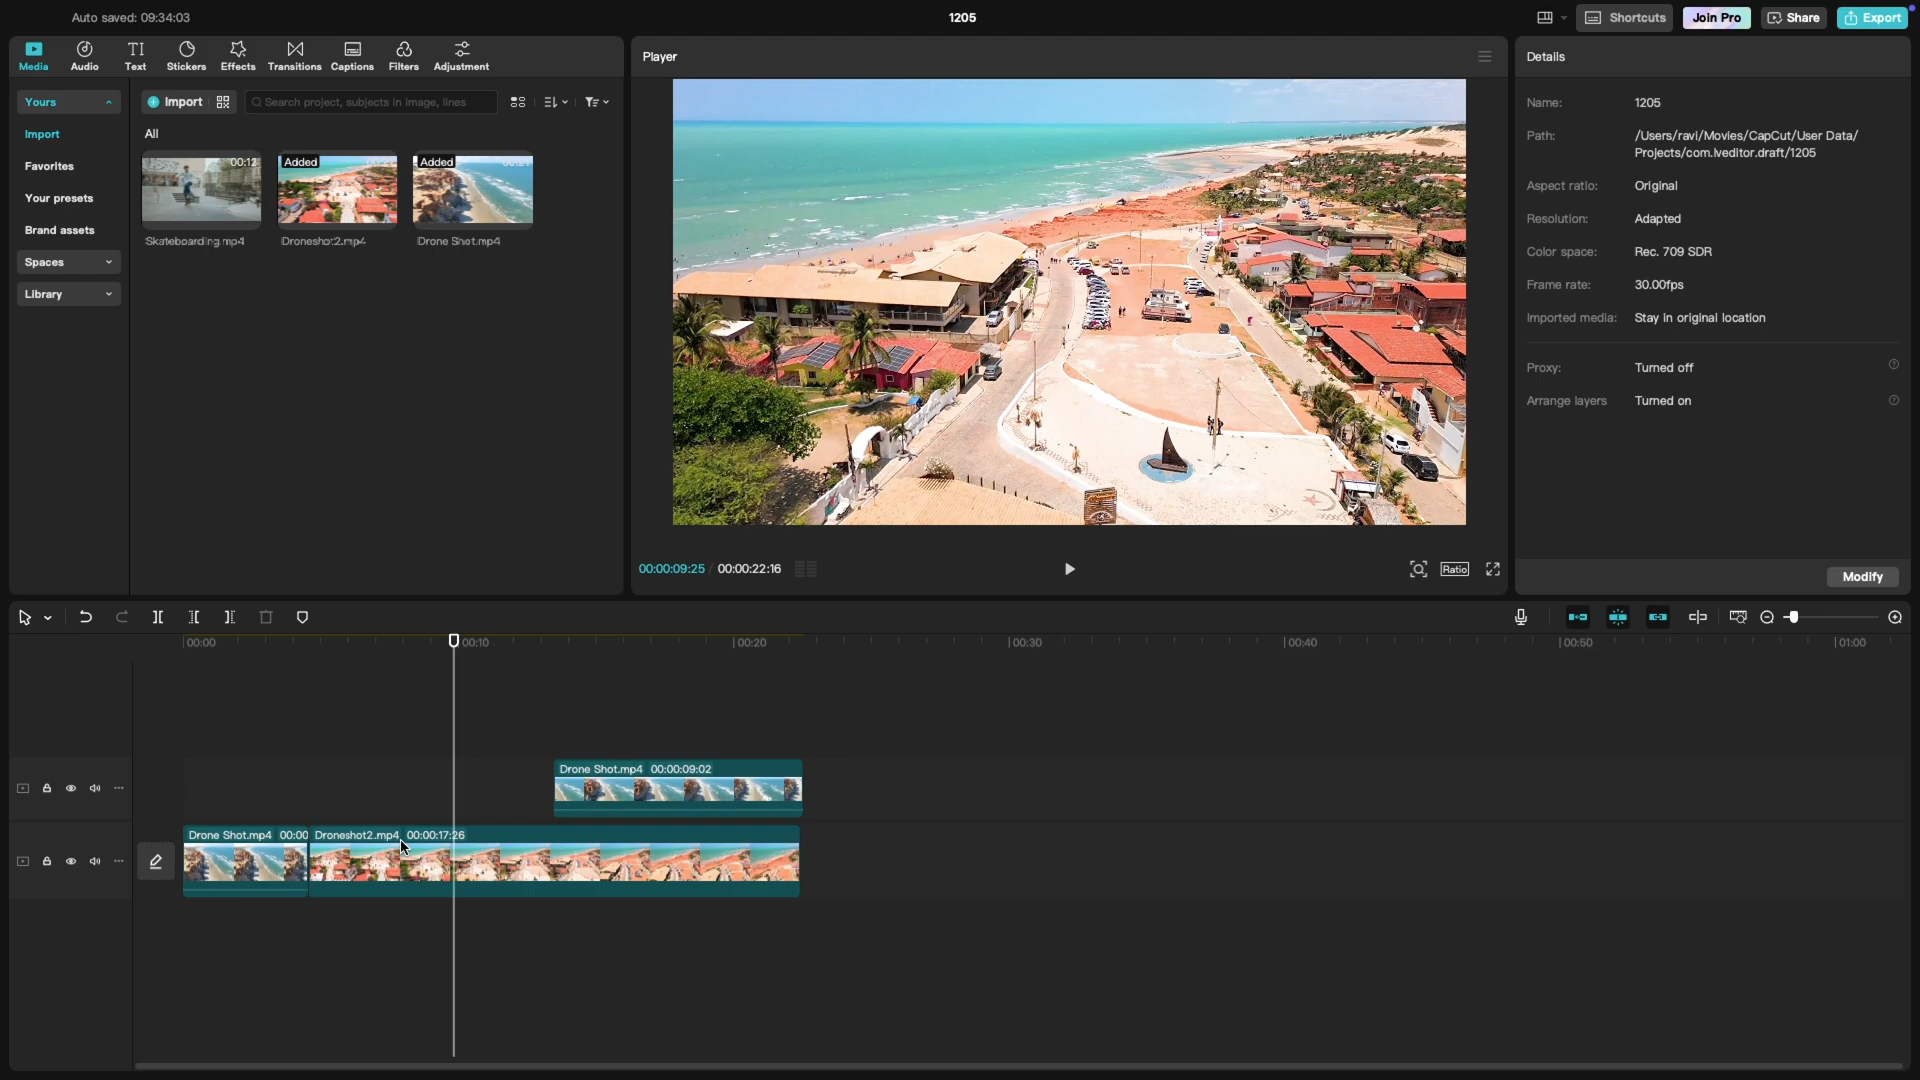 Auto saved: 09:34:03
1205
Shortcuts
Join Pro
Share
Export
Media
Audio
Text
Stickers
Effects
Transitions
Captions
Filters
Adjustment
Yours
Import
Favorites
Your presets
Brand assets
Spaces
Library
Import
Search project, subjects in image, lines
All
00:12
Added
Added
Skateboarding.mp4
Droneshot2.mp4
Drone Shot.mp4
Player
00:00:09:25 / 00:00:22:16
Ratio
Details
Name: 1205
Path: /Users/ravi/Movies/CapCut/User Data/
Projects/com.lveditor.draft/1205
Aspect ratio: Original
Resolution: Adapted
Color space: Rec. 709 SDR
Frame rate: 30.00fps
Imported media: Stay in original location
Proxy: Turned off
Arrange layers Turned on
Modify
00:00
00:10
00:20
00:30
00:40
00:50
01:00
Drone Shot.mp4 00:00:09:02
Drone Shot.mp4 00:00
Droneshot2.mp4 00:00:17:26